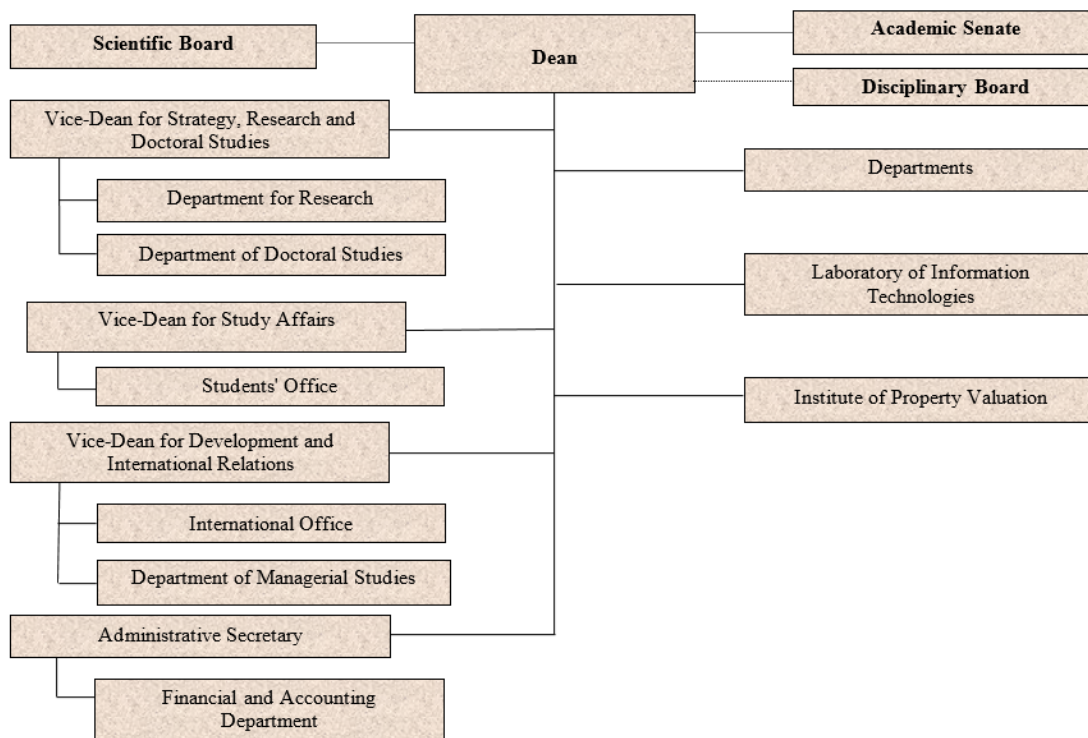 Scientific Board
Dean
Academic Senate
Disciplinary Board
Vice-Dean for Strategy, Research and
Doctoral Studies
Department for Research
Department of Doctoral Studies
Vice-Dean for Study Affairs
Students' Office
Vice-Dean for Development and
International Relations
International Office
Department of Managerial Studies
Administrative Secretary
Financial and Accounting
Department
Departments
Laboratory of Information
Technologies
Institute of Property Valuation